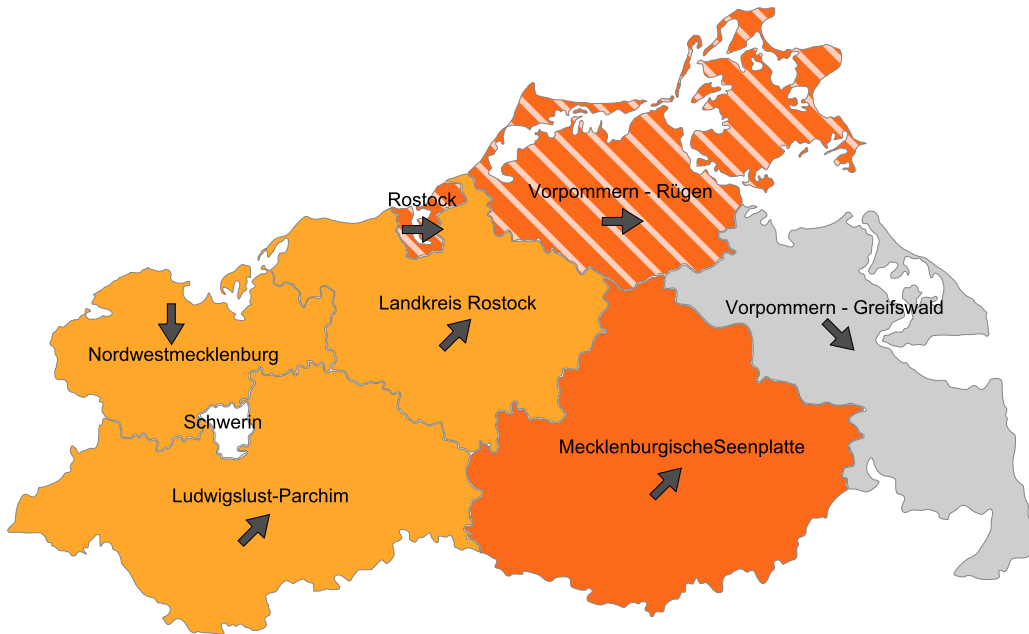 Vorpommern - Rügen
Rostock
Landkreis Rostock
Vorpommern - Greifswald
Nordwestmecklenburg
Schwerin
MecklenburgischeSeenplatte
Ludwigslust-Parchim